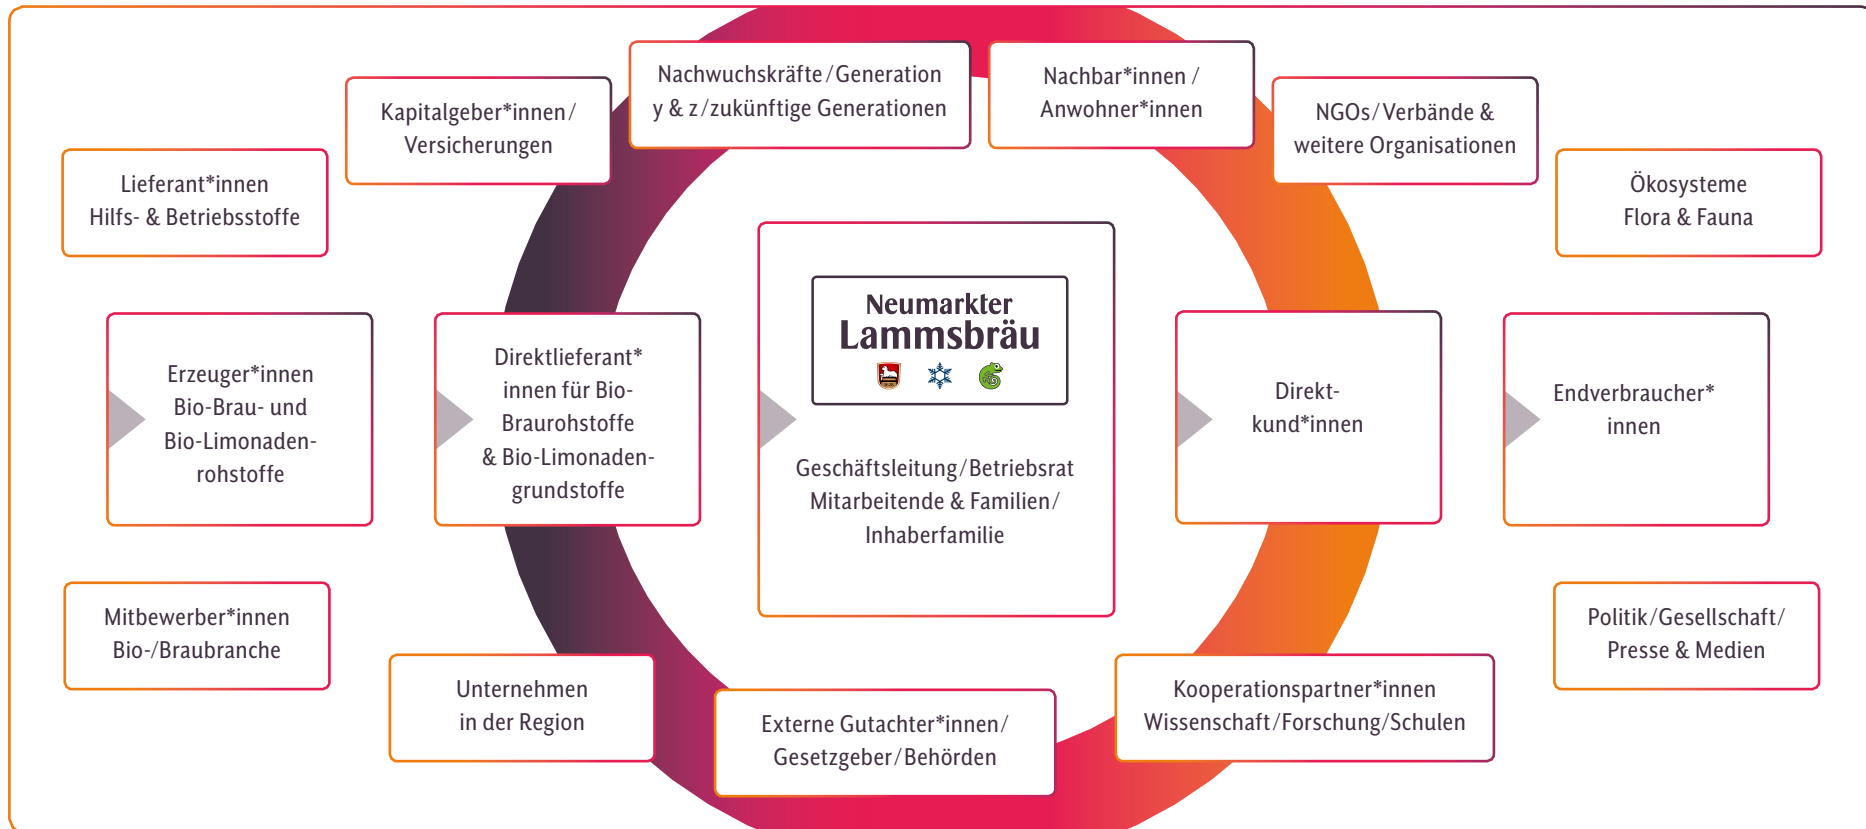 Nachwuchskräfte/Generation
y & z/zukünftige Generationen
Nachbar*innen /
Anwohner*innen
Kapitalgeber*innen/
Versicherungen
NGOs/Verbände &
weitere Organisationen
Lieferant*innen
Hilfs- & Betriebsstoffe
Ökosysteme
Flora & Fauna
Erzeuger*innen
Bio-Brau- und
Bio-Limonaden-
rohstoffe
Direktlieferant*
innen für Bio-
Braurohstoffe
& Bio-Limonaden-
grundstoffe
Neumarkter
Lammsbräu
Geschäftsleitung/Betriebsrat
Mitarbeitende & Familien/
Inhaberfamilie
Direkt-
kund*innen
Endverbraucher*
innen
Mitbewerber*innen
Bio-/Braubranche
Unternehmen
in der Region
Externe Gutachter*innen/
Gesetzgeber/Behörden
Kooperationspartner*innen
Wissenschaft/Forschung/Schulen
Politik/Gesellschaft/
Presse & Medien